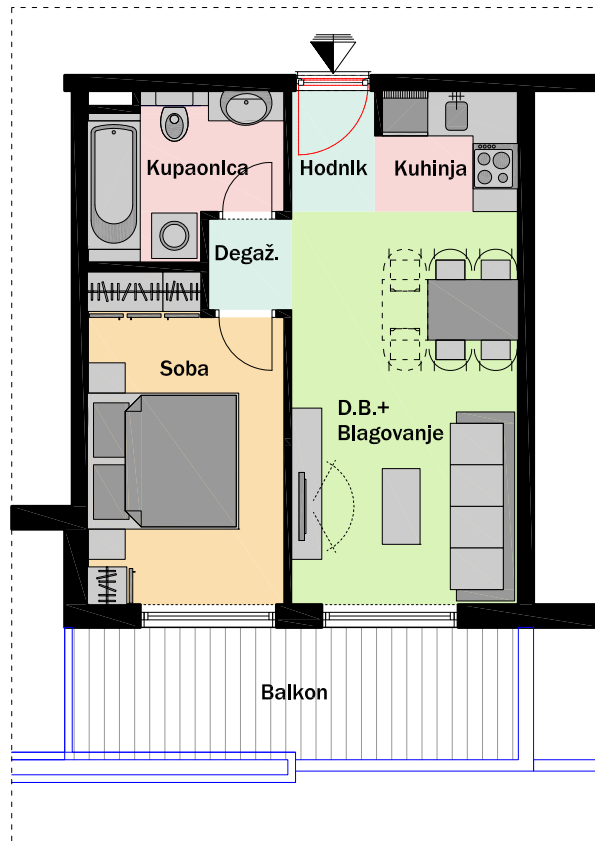 Kupaonica
Hodnik
Kuhinja
Degaž.
Soba
D.B.+
Blagovanje
Balkon